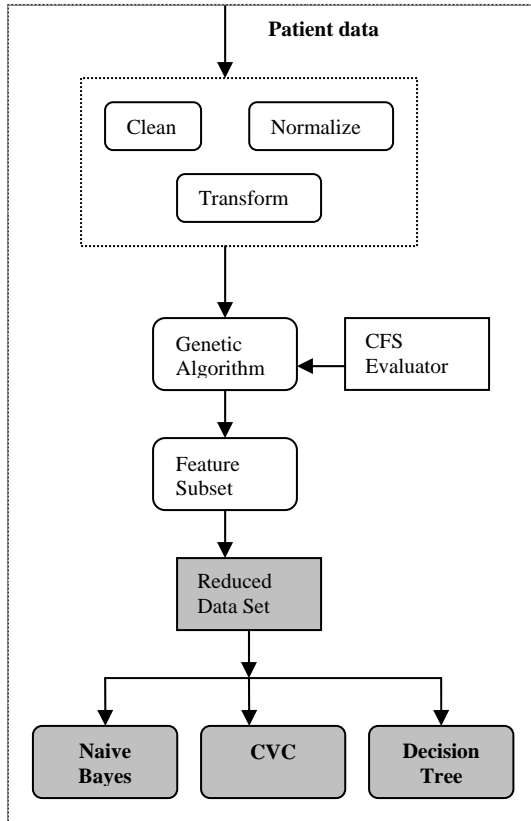 Patient data
Clean
Normalize
Transform
Genetic
Algorithm
CFS
Evaluator
Feature
Subset
Reduced
Data Set
Naive
Bayes
CVC
Decision
Tree